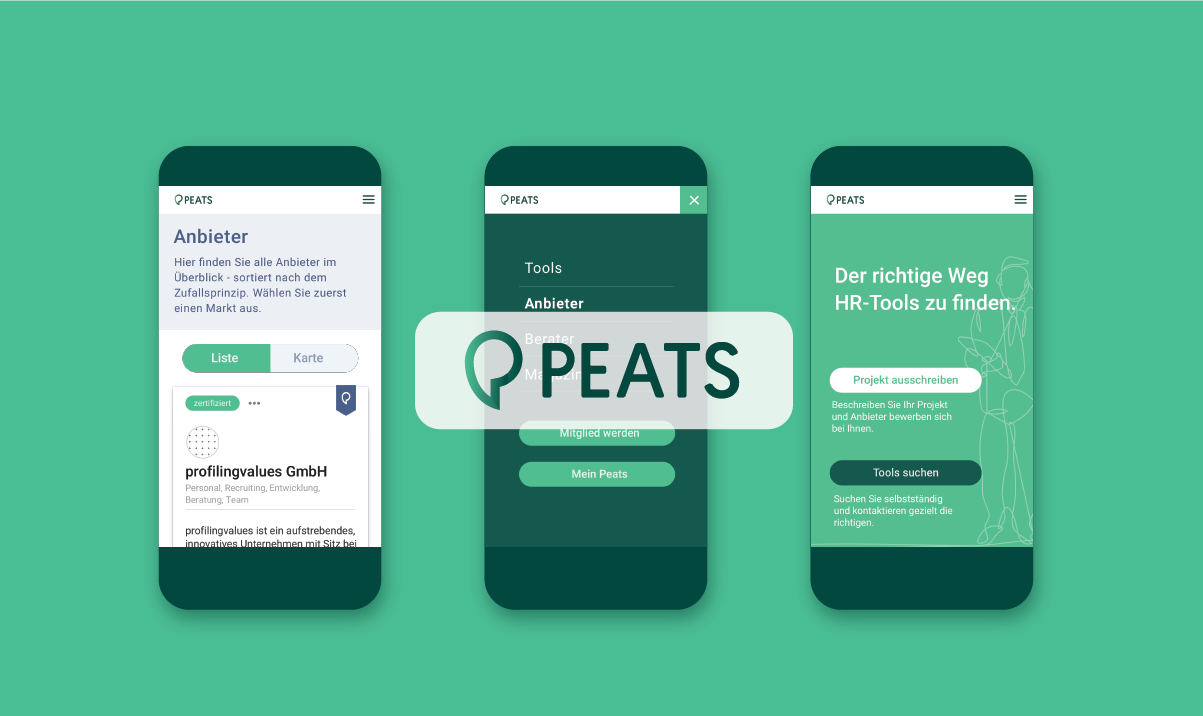 PEATS
Anbieter
Hier finden Sie alle Anbieter im
Überblick - sortiert nach dem
Zufallsprinzip. Wählen Sie zuerst
einen Markt aus.
Liste Karte
zertifiziert
profilingvalues GmbH
Personal, Recruiting, Entwicklung,
Beratung, Team
profilingvalues ist ein aufstrebendes,
innovatives Unternehmen mit Sitz bei
PEATS
Tools
Anbieter
Berater
Magazin
PEATS
Mitglied werden
Mein Peats
PEATS
Der richtige Weg
HR-Tools zu finden.
Projekt ausschreiben
Beschreiben Sie Ihr Projekt
und Anbieter bewerben sich
bei Ihnen.
Tools suchen
Suchen Sie selbstständig
und kontaktieren gezielt die
richtigen.